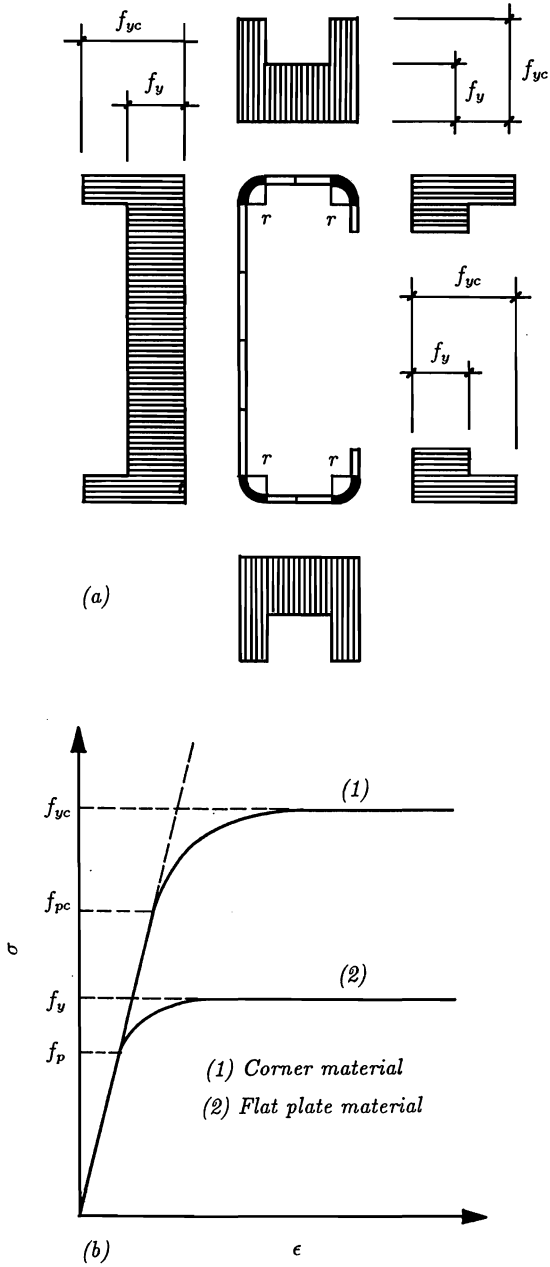 f_yc
f_y
f_y
f_yc
r r
f_yc
f_y
r r
(a)
f_yc
(1)
f_pc
σ
(2)
f_y
f_p
(1) Corner material
(2) Flat plate material
(b)
ϵ